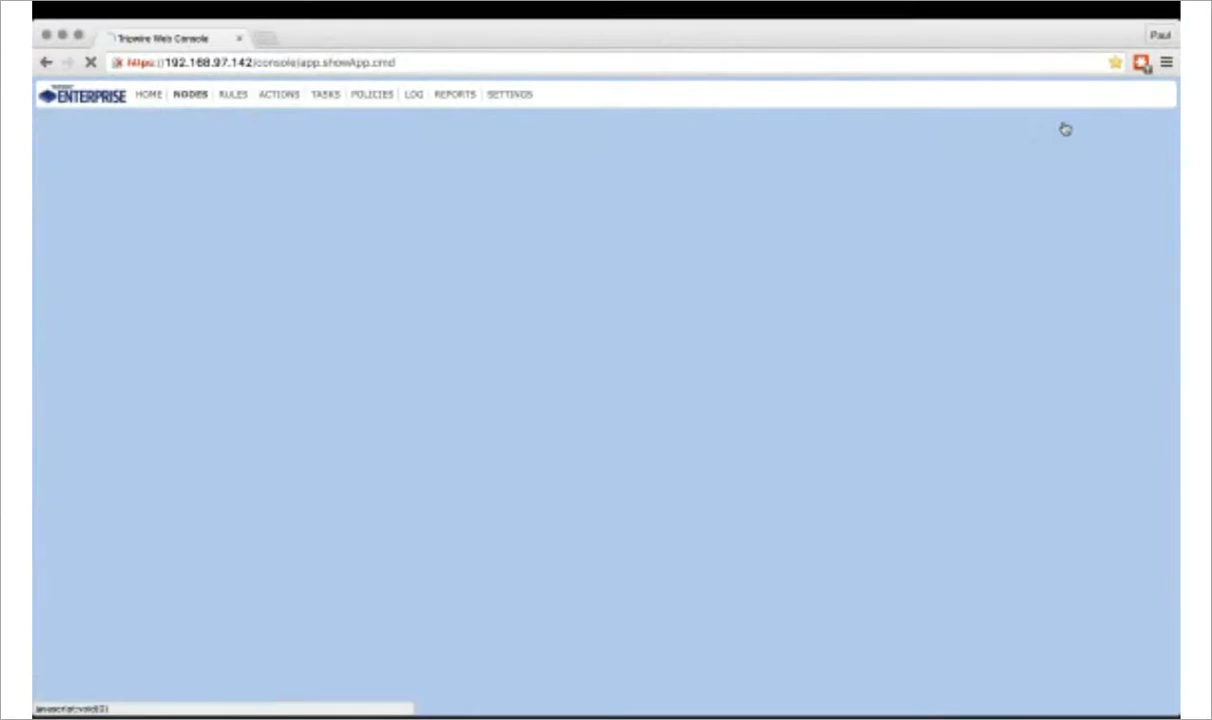 Tripwire Web Console
Paul
https://192.168.97.142/console/app.showApp.cmd
ENTERPRISE HOME NODES RULES ACTIONS TASKS POLICIES LOG REPORTS SETTINGS
javascript:void(0)